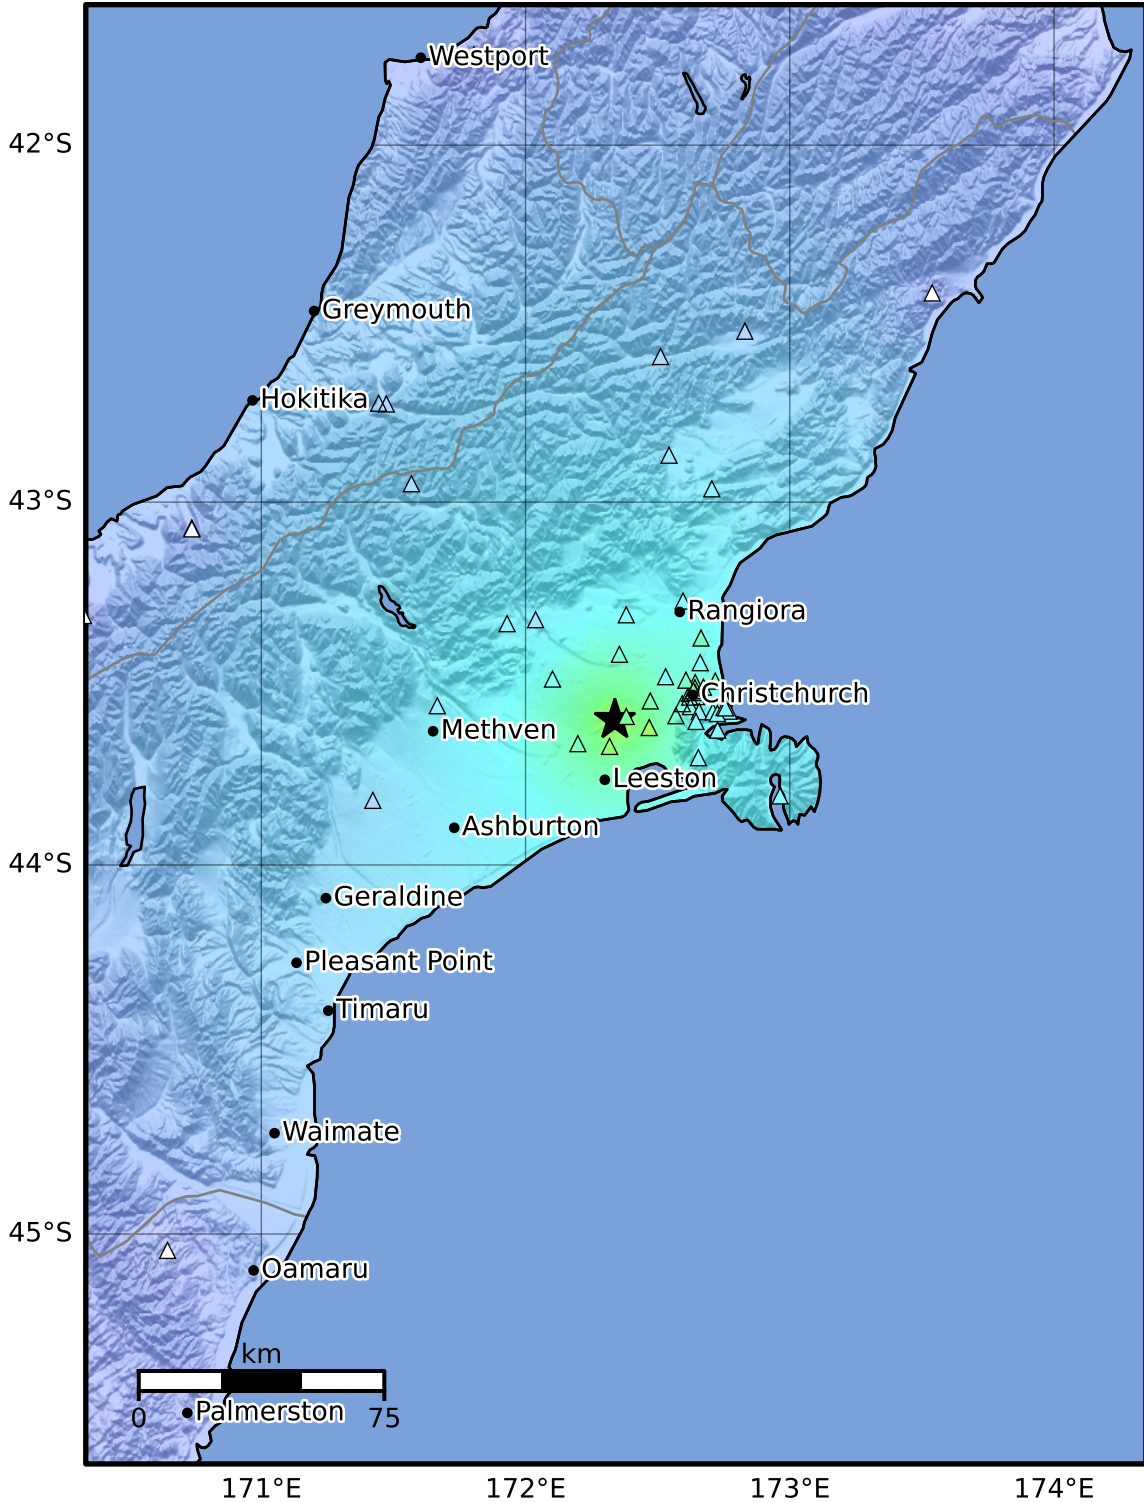 Westport
42°S
Greymouth
Hokitika
43°S
Rangiora
Christchurch
Methven
Leeston
Ashburton
44°S
Geraldine
Pleasant Point
Timaru
Waimate
45°S
Oamaru
km
0 75
Palmerston
171°E 172°E 173°E 174°E